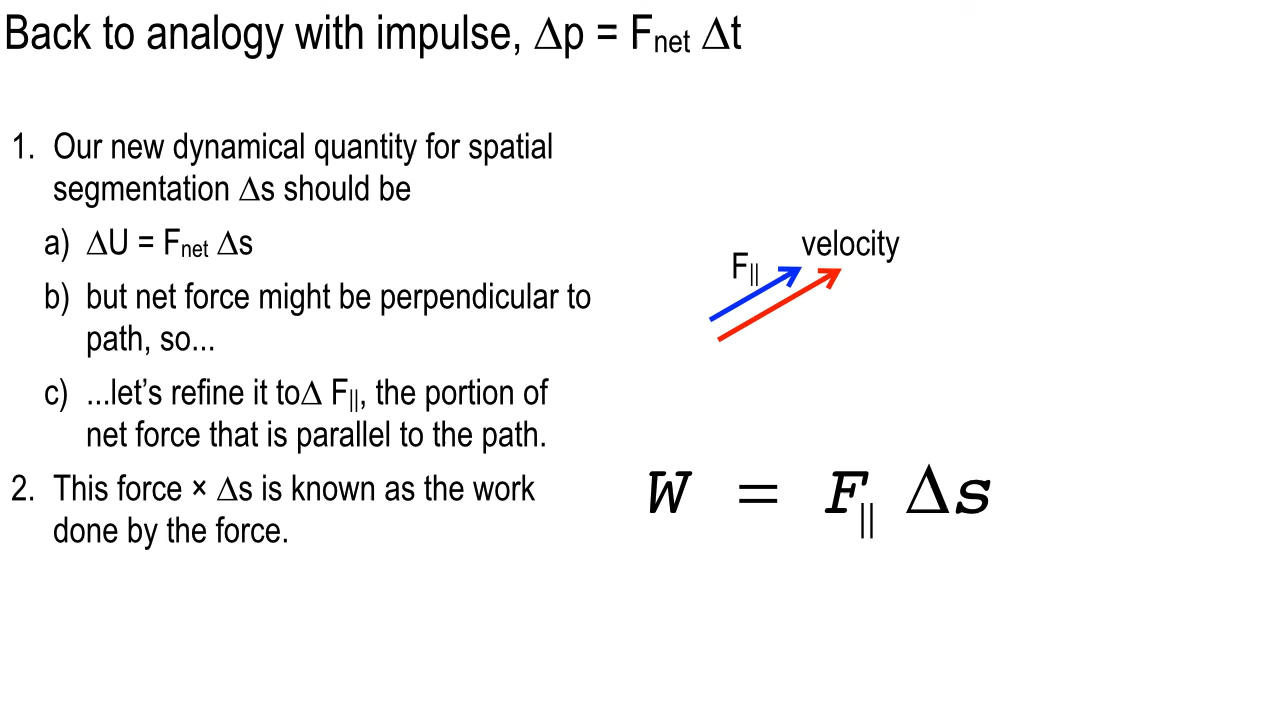 Back to analogy with impulse, Δp = Fnet Δt
1. Our new dynamical quantity for spatial
segmentation Δs should be
a) ΔU = Fnet Δs
b) but net force might be perpendicular to
path, so...
c) ...let’s refine it toΔ F||, the portion of
net force that is parallel to the path.
2. This force × Δs is known as the work
done by the force.
velocity
F||
W = F|| Δs